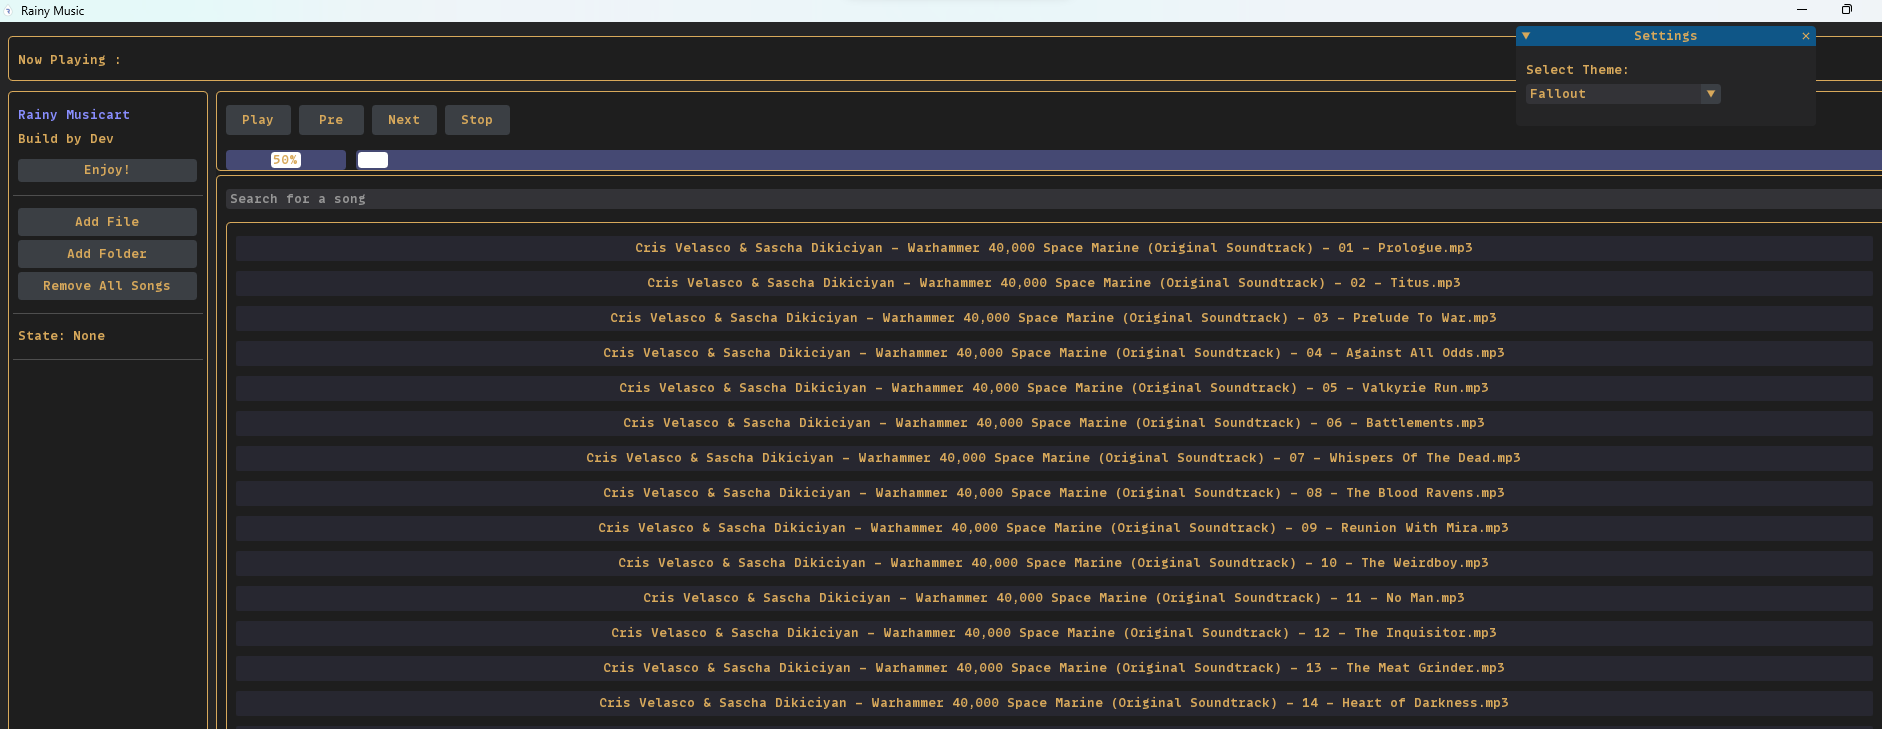 Rainy Music
Now Playing :
Settings
Select Theme:
Fallout
Rainy Musicart
Build by Dev
Enjoy!
Add File
Add Folder
Remove All Songs
State: None
Play Pre Next Stop
50%
Search for a song
Cris Velasco & Sascha Dikiciyan - Warhammer 40,000 Space Marine (Original Soundtrack) - 01 - Prologue.mp3
Cris Velasco & Sascha Dikiciyan - Warhammer 40,000 Space Marine (Original Soundtrack) - 02 - Titus.mp3
Cris Velasco & Sascha Dikiciyan - Warhammer 40,000 Space Marine (Original Soundtrack) - 03 - Prelude To War.mp3
Cris Velasco & Sascha Dikiciyan - Warhammer 40,000 Space Marine (Original Soundtrack) - 04 - Against All Odds.mp3
Cris Velasco & Sascha Dikiciyan - Warhammer 40,000 Space Marine (Original Soundtrack) - 05 - Valkyrie Run.mp3
Cris Velasco & Sascha Dikiciyan - Warhammer 40,000 Space Marine (Original Soundtrack) - 06 - Battlements.mp3
Cris Velasco & Sascha Dikiciyan - Warhammer 40,000 Space Marine (Original Soundtrack) - 07 - Whispers Of The Dead.mp3
Cris Velasco & Sascha Dikiciyan - Warhammer 40,000 Space Marine (Original Soundtrack) - 08 - The Blood Ravens.mp3
Cris Velasco & Sascha Dikiciyan - Warhammer 40,000 Space Marine (Original Soundtrack) - 09 - Reunion With Mira.mp3
Cris Velasco & Sascha Dikiciyan - Warhammer 40,000 Space Marine (Original Soundtrack) - 10 - The Weirdboy.mp3
Cris Velasco & Sascha Dikiciyan - Warhammer 40,000 Space Marine (Original Soundtrack) - 11 - No Man.mp3
Cris Velasco & Sascha Dikiciyan - Warhammer 40,000 Space Marine (Original Soundtrack) - 12 - The Inquisitor.mp3
Cris Velasco & Sascha Dikiciyan - Warhammer 40,000 Space Marine (Original Soundtrack) - 13 - The Meat Grinder.mp3
Cris Velasco & Sascha Dikiciyan - Warhammer 40,000 Space Marine (Original Soundtrack) - 14 - Heart of Darkness.mp3